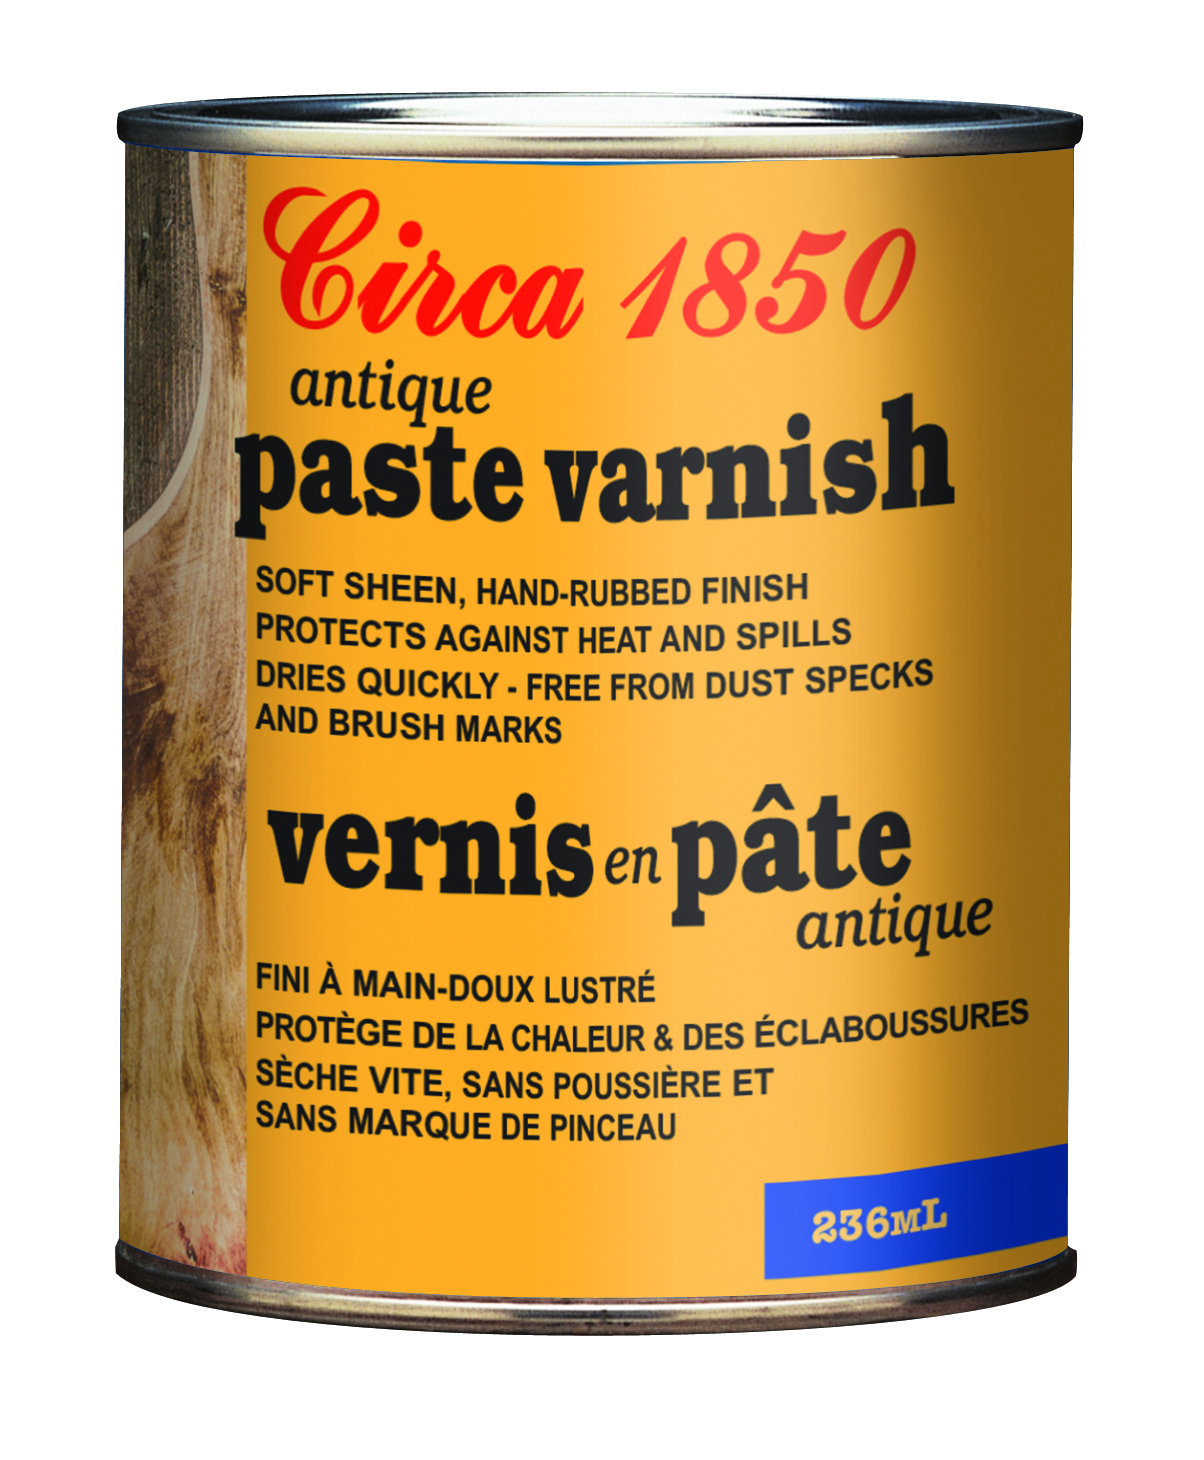 Circa 1850
antique
paste varnish
SOFT SHEEN, HAND-RUBBED FINISH
PROTECTS AGAINST HEAT AND SPILLS
DRIES QUICKLY - FREE FROM DUST SPECKS
AND BRUSH MARKS
vernis en pâte
antique
FINI À MAIN-DOUX LUSTRÉ
PROTÈGE DE LA CHALEUR & DES ÉCLABOUSSURES
SÈCHE VITE, SANS POUSSIÈRE ET
SANS MARQUE DE PINCEAU
236mL